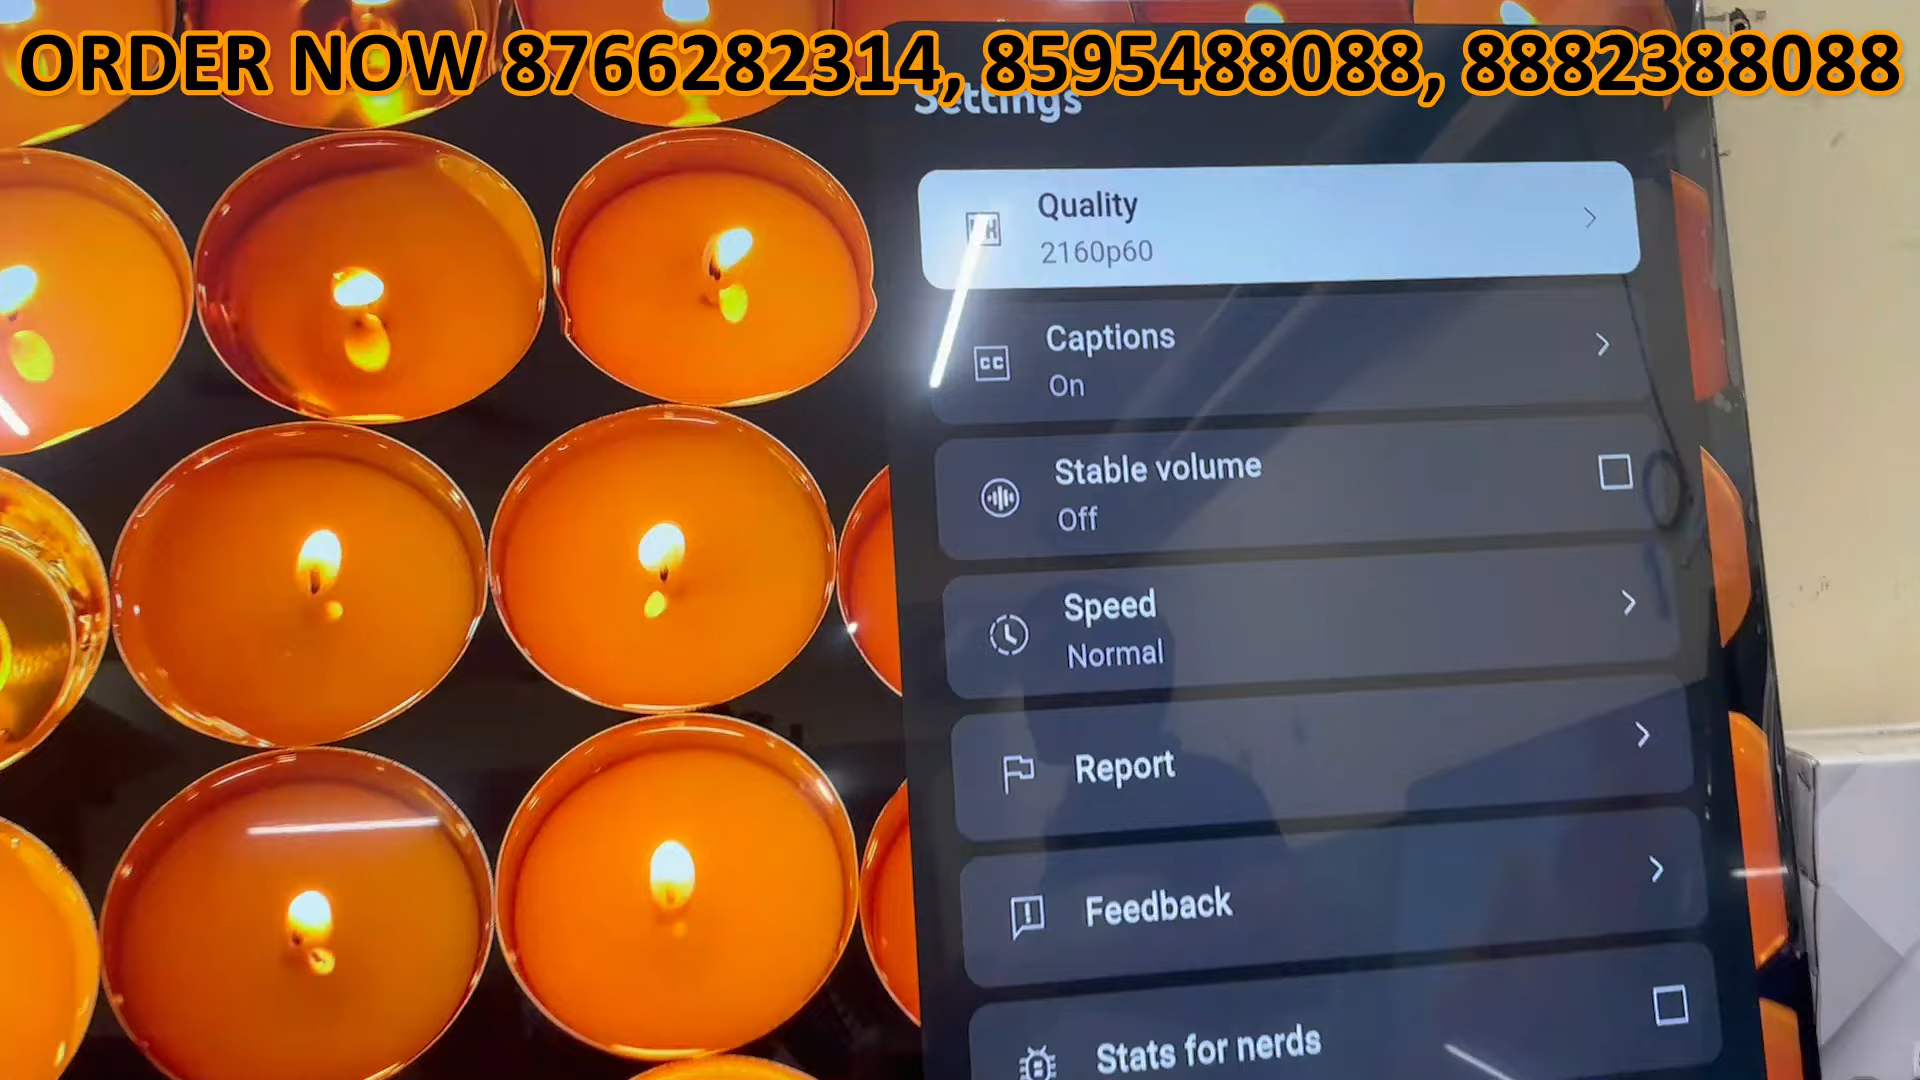 ORDER NOW 8766282314, 8595488088, 8882388088
Settings
Quality
2160p60
Captions
CC
On
Stable volume
Off
Speed
Normal
Report
Feedback
Stats for nerds